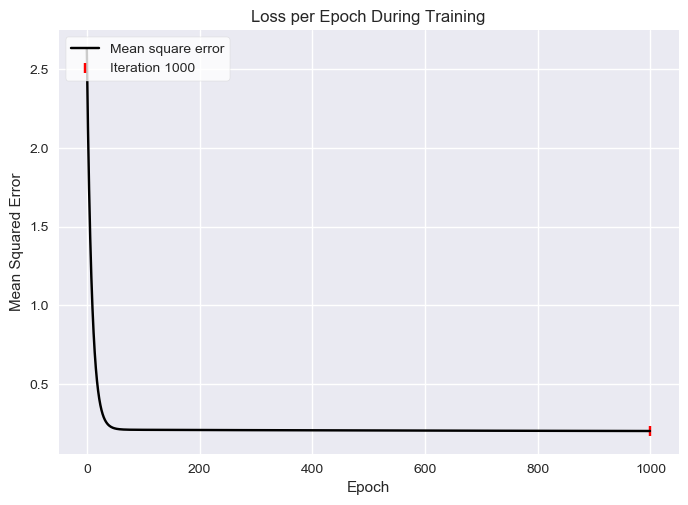 Loss per Epoch During Training
Mean square error
Iteration 1000
Mean Squared Error
2.5
2.0
1.5
1.0
0.5
0
200
400
600
800
1000
Epoch